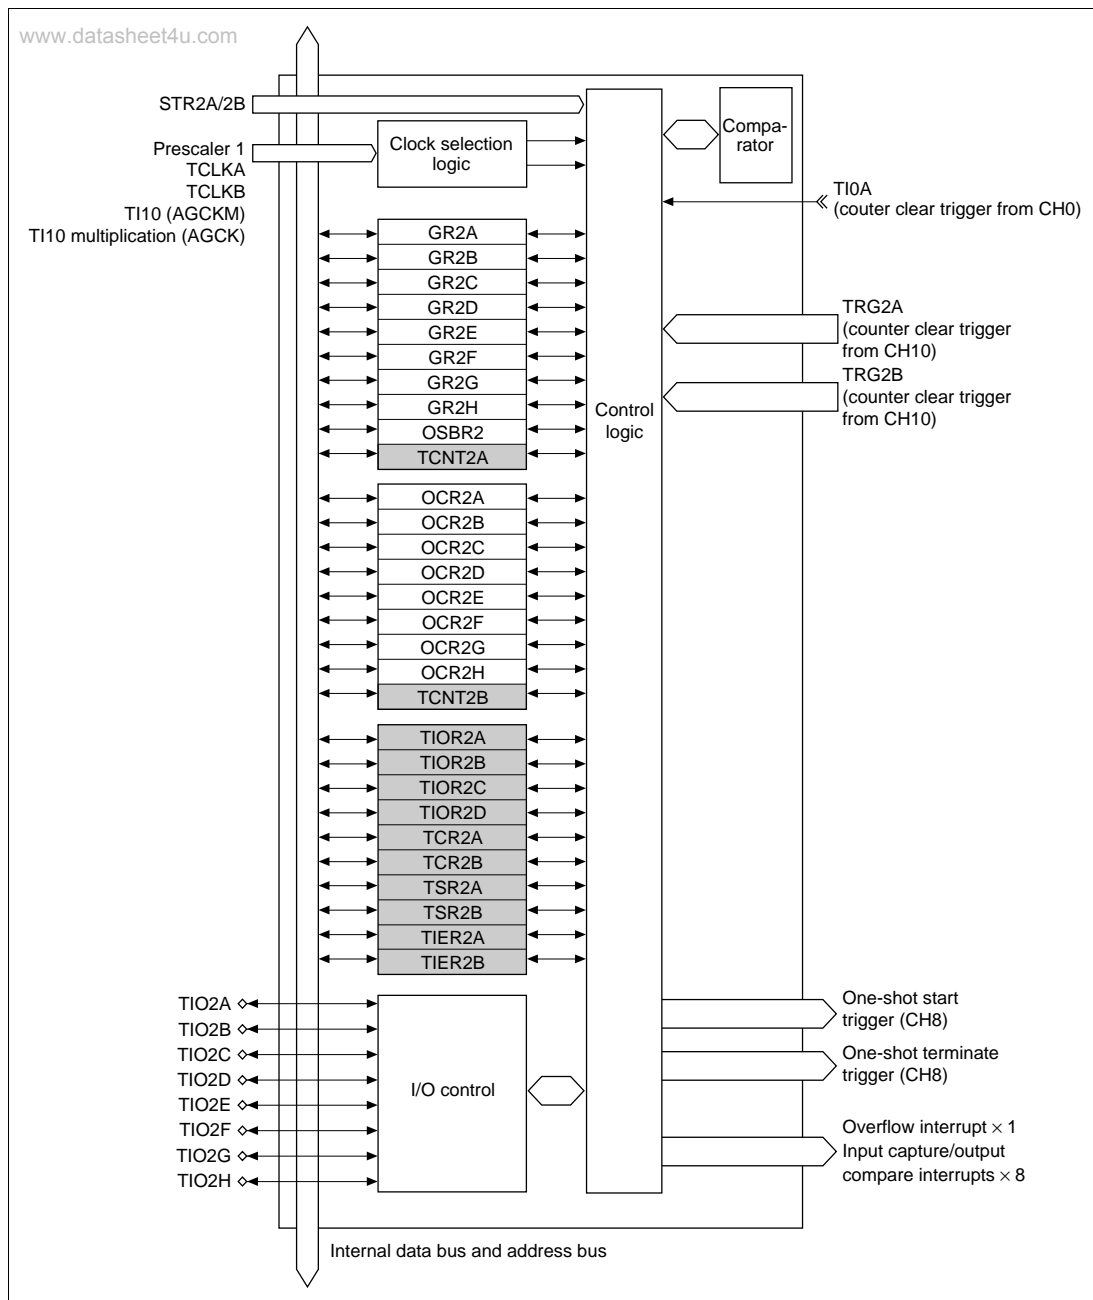 www.datasheet4u.com
STR2A/2B
Prescaler 1
TCLKA
TCLKB
TI10 (AGCKM)
TI10 multiplication (AGCK)
Clock selection
logic
Compa-
rator
TI0A
(couter clear trigger from CH0)
GR2A
GR2B
GR2C
GR2D
GR2E
GR2F
GR2G
GR2H
OSBR2
TCNT2A
TRG2A
(counter clear trigger
from CH10)
TRG2B
(counter clear trigger
from CH10)
Control
logic
OCR2A
OCR2B
OCR2C
OCR2D
OCR2E
OCR2F
OCR2G
OCR2H
TCNT2B
TIOR2A
TIOR2B
TIOR2C
TIOR2D
TCR2A
TCR2B
TSR2A
TSR2B
TIER2A
TIER2B
TIO2A
TIO2B
TIO2C
TIO2D
TIO2E
TIO2F
TIO2G
TIO2H
I/O control
One-shot start
trigger (CH8)
One-shot terminate
trigger (CH8)
Overflow interrupt × 1
Input capture/output
compare interrupts × 8
Internal data bus and address bus